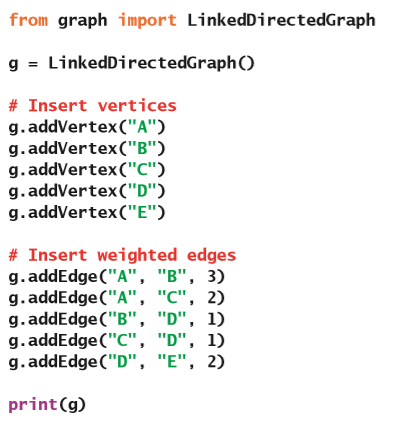 from graph import LinkedDirectedGraph
g = LinkedDirectedGraph()
# Insert vertices
g.addVertex("A")
g.addVertex("B")
g.addVertex("C")
g.addVertex("D")
g.addVertex("E")
# Insert weighted edges
g.addEdge("A", "B", 3)
g.addEdge("A", "C", 2)
g.addEdge("B", "D", 1)
g.addEdge("C", "D", 1)
g.addEdge("D", "E", 2)
print(g)